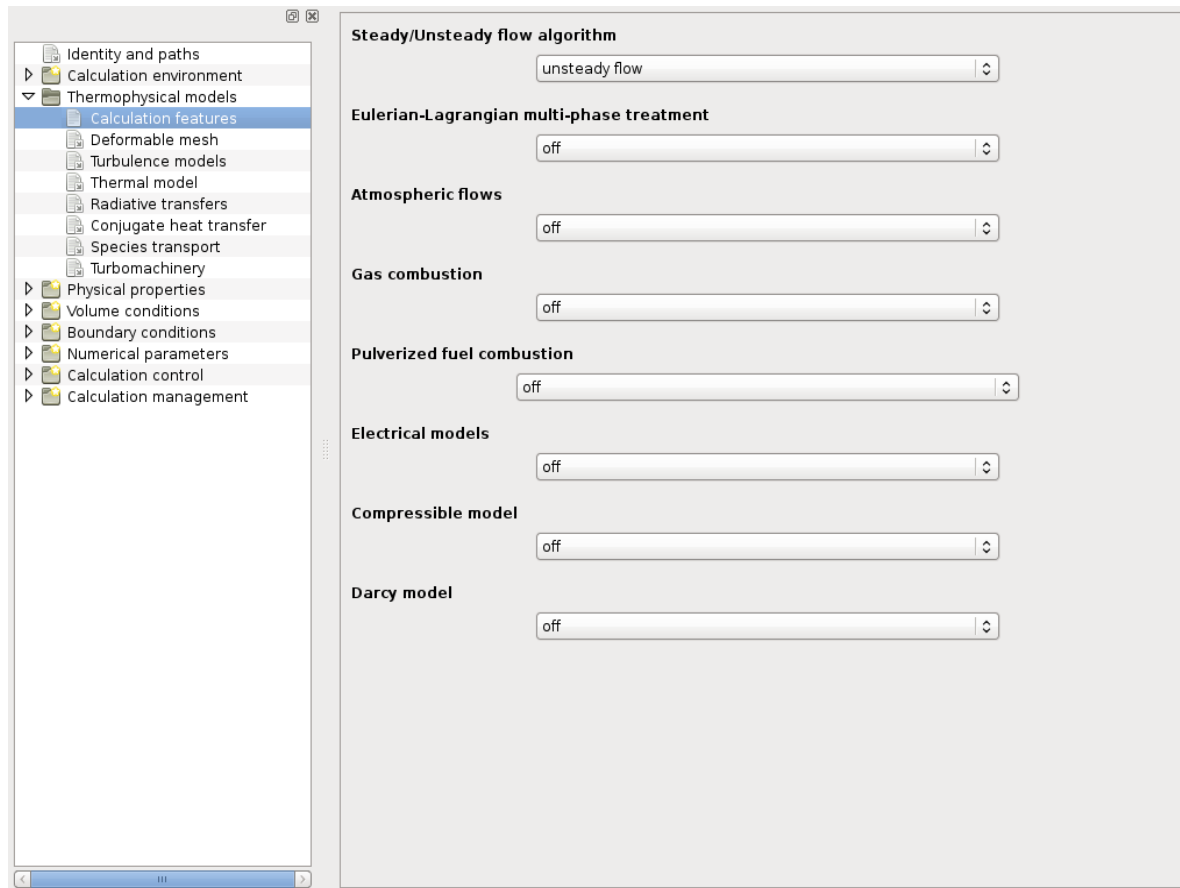 Identity and paths
Calculation environment
Thermophysical models
Calculation features
Deformable mesh
Turbulence models
Thermal model
Radiative transfers
Conjugate heat transfer
Species transport
Turbomachinery
Physical properties
Volume conditions
Boundary conditions
Numerical parameters
Calculation control
Calculation management
Steady/Unsteady flow algorithm
unsteady flow
Eulerian-Lagrangian multi-phase treatment
off
Atmospheric flows
off
Gas combustion
off
Pulverized fuel combustion
off
Electrical models
off
Compressible model
off
Darcy model
off